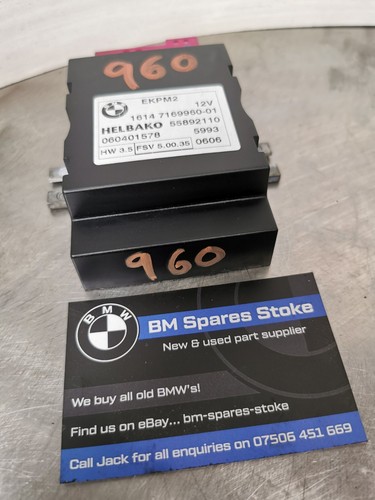 960
EKPM2
12V
1614 7169960-01
HELBAKO 55892110
060401578 5993
HW 3.5 FSV 5.00.35 0606
960
BMW
BM Spares Stoke
New & used part supplier
We buy all old BMW's!
Find us on eBay... bm-spares-stoke
Call Jack for all enquiries on 07506 451 669